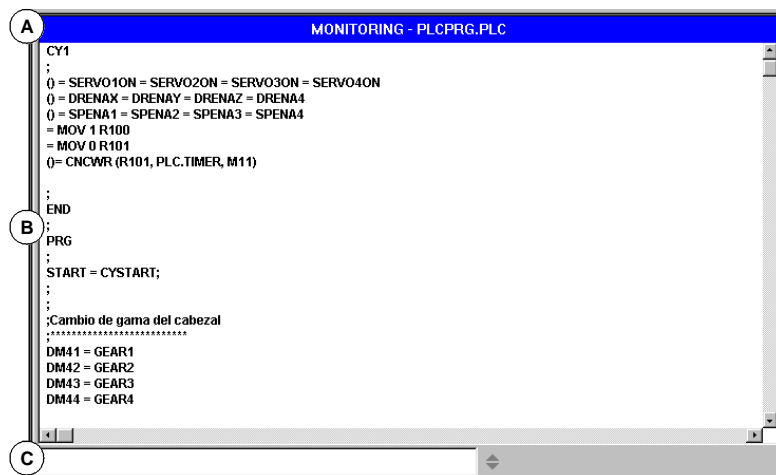 A
MONITORING - PLCPRG.PLC
CY1
;
() = SERVO1ON = SERVO2ON = SERVO3ON = SERVO4ON
() = DRENAX = DRENAY = DRENAZ = DRENA4
() = SPENA1 = SPENA2 = SPENA3 = SPENA4
= MOV 1 R100
= MOV 0 R101
()= CNCWR (R101, PLC.TIMER, M11)
;
END
B
;
PRG
;
START = CYSTART;
;
;
;Cambio de gama del cabezal
;**************************
DM41 = GEAR1
DM42 = GEAR2
DM43 = GEAR3
DM44 = GEAR4
C